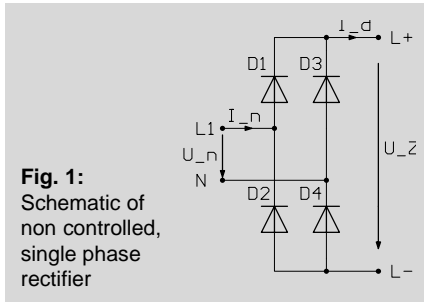 I_d
L+
D1 D3
I_n
L1
U_n
U_Z
N
D2 D4
L-
Fig. 1:
Schematic of
non controlled,
single phase
rectifier